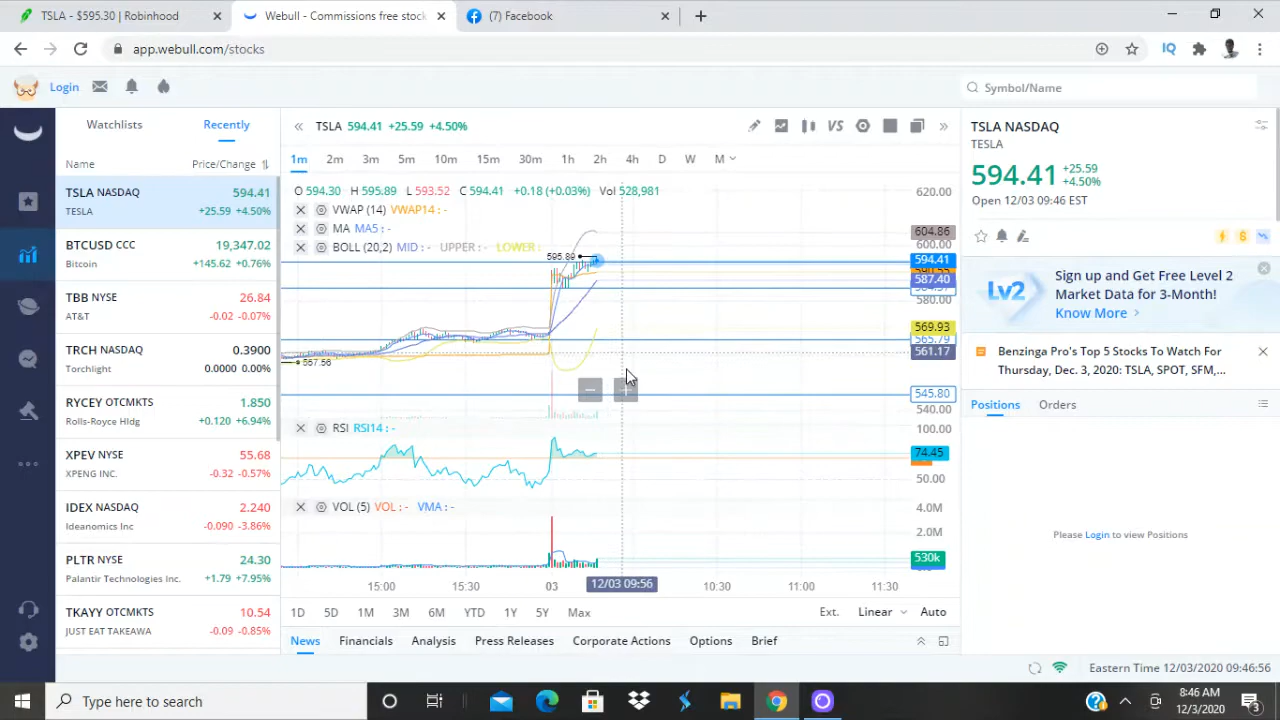 TSLA - $595.30 | Robinhood
Webull - Commissions free stock
(7) Facebook
app.webull.com/stocks
IQ
Login
Symbol/Name
Watchlists
Recently
Name
Price/Change
TSLA NASDAQ 594.41
TESLA +25.59 4.50%
BTCUSD CCC 19,347.02
Bitcoin +145.62 +0.76%
TBB NYSE 26.84
AT&T -0.02 -0.07%
TRCH NASDAQ 0.3900
Torchlight 0.0000 0.00%
RYCEY OTCMKTS 1.850
Rolls-Royce Hldg +0.120 +6.94%
XPEV NYSE 55.68
XPENG INC. -0.32 -0.57%
IDEX NASDAQ 2.240
Ideanomics Inc -0.090 -3.86%
PLTR NYSE 24.30
Palantir Technologies Inc. +1.79 +7.95%
TKAYY OTCMKTS 10.54
JUST EAT TAKEAWA -0.09 -0.85%
TSLA 594.41 +25.59 +4.50%
VS
1m 2m 3m 5m 10m 15m 30m 1h 2h 4h D W M
O 594.30 H 595.89 L 593.52 C 594.41 +0.18 (+0.03%) Vol 528,981
VWAP (14) VWAP14 : -
MA MA5 : -
BOLL (20,2) MID : - UPPER : - LOWER :
595.89
557.56
620.00
604.86
600.00
594.41
587.40
580.00
569.93
565.79
561.17
545.80
540.00
RSI RSI14 : -
100.00
74.45
50.00
VOL (5) VOL : - VMA : -
4.0M
2.0M
530k
15:00 15:30 03 12/03 09:56 10:30 11:00 11:30
1D 5D 1M 3M 6M YTD 1Y 5Y Max
Ext. Linear Auto
News Financials Analysis Press Releases Corporate Actions Options Brief
TSLA NASDAQ
TESLA
594.41 +25.59
+4.50%
Open 12/03 09:46 EST
Lv2
Sign up and Get Free Level 2
Market Data for 3-Month!
Know More >
Benzinga Pro's Top 5 Stocks To Watch For
Thursday, Dec. 3, 2020: TSLA, SPOT, SFM,...
Positions Orders
Please Login to view Positions
Eastern Time 12/03/2020 09:46:56
Type here to search
8:46 AM
12/3/2020
3